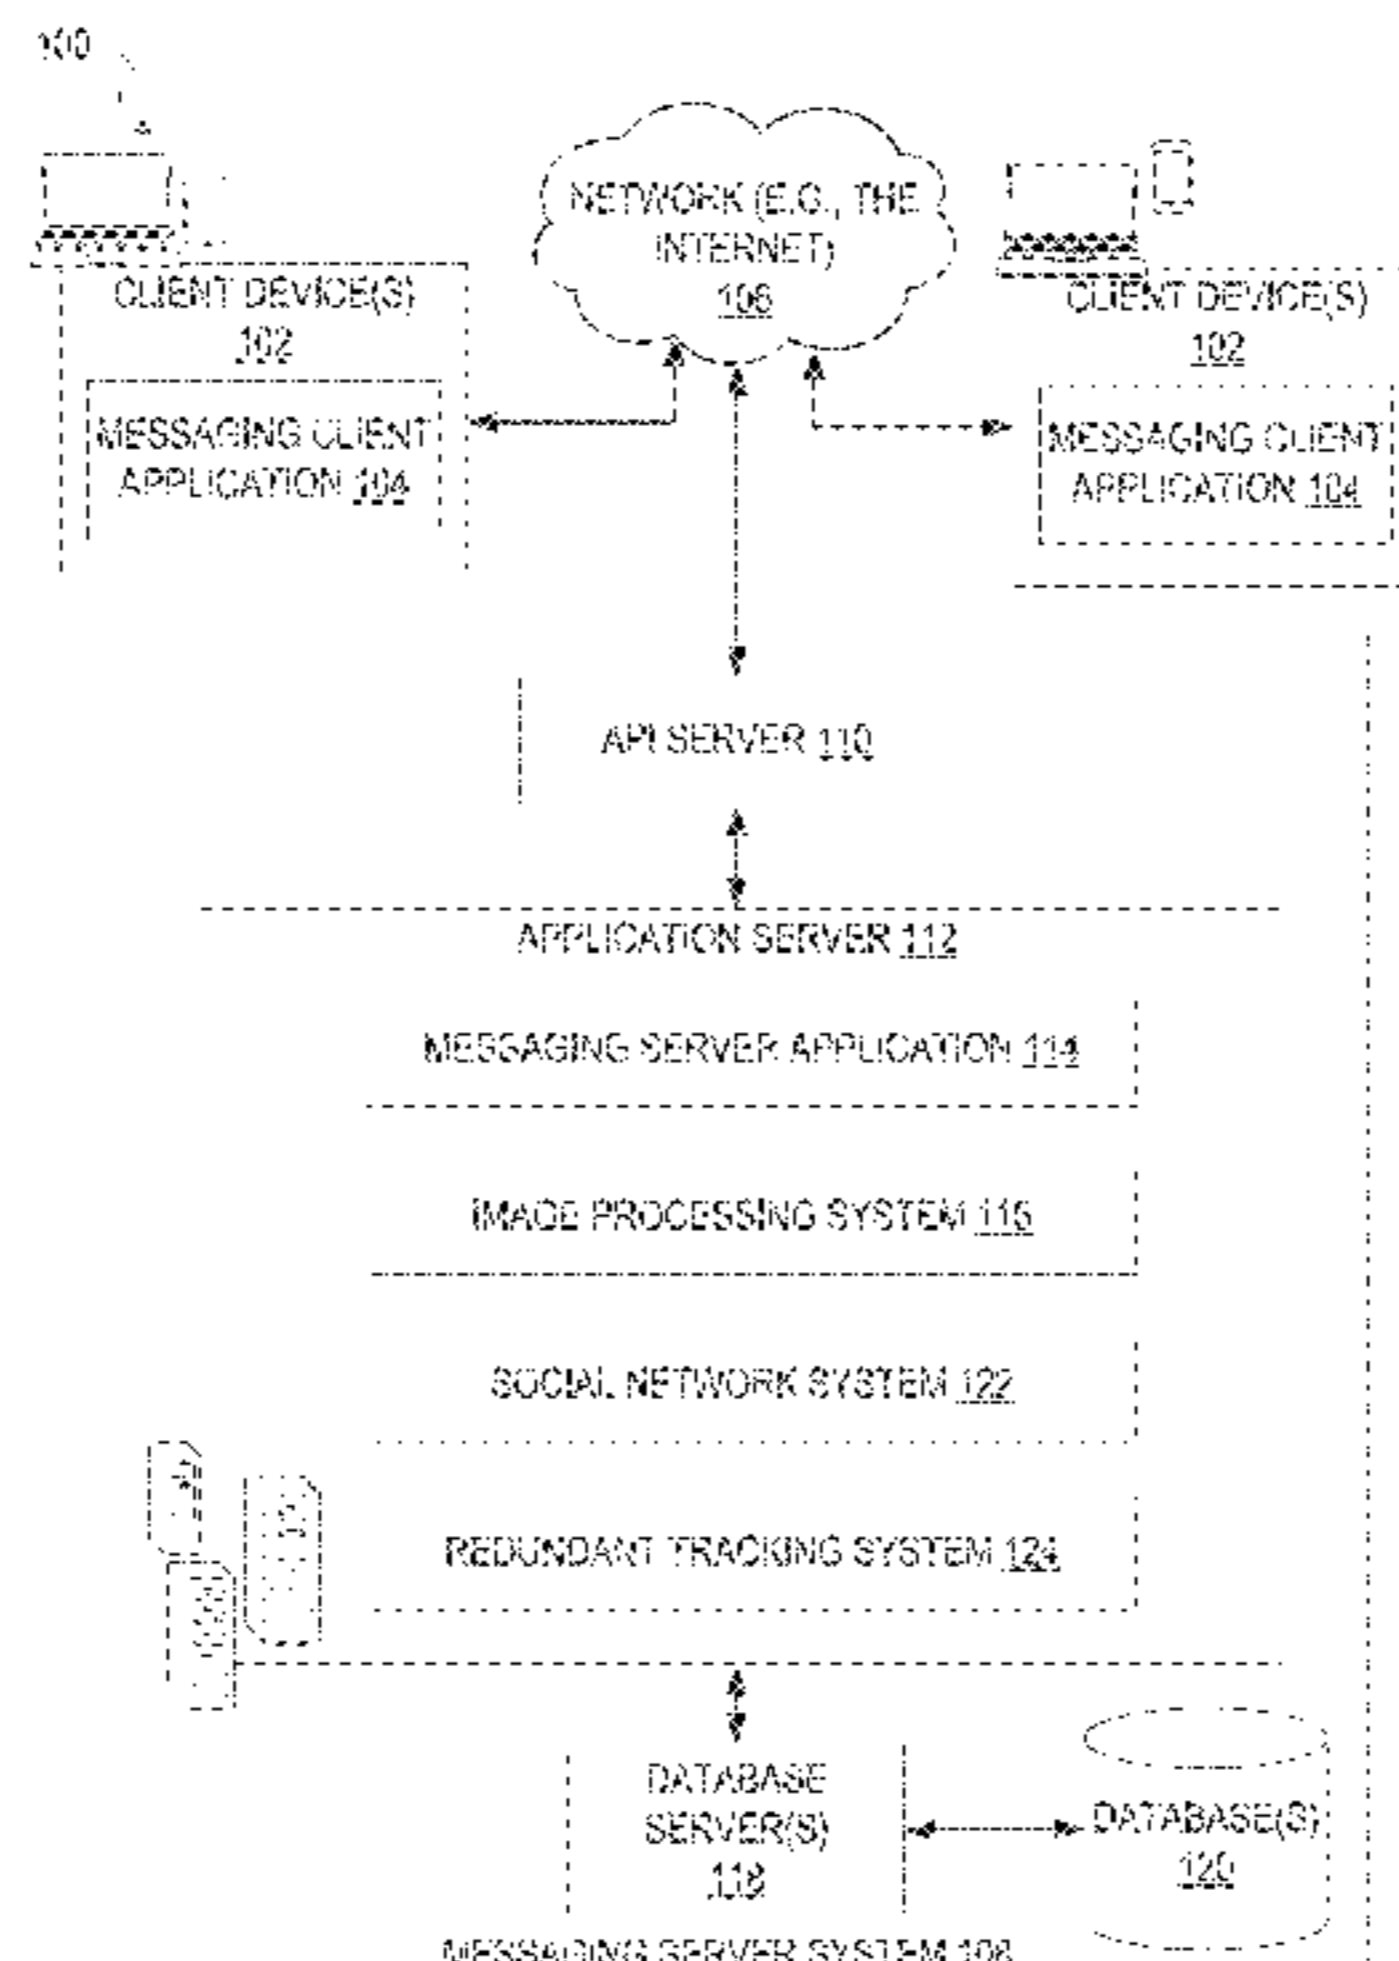 100
NETWORK (E.G., THE
INTERNET)
106
CLIENT DEVICE(S)
102
MESSAGING CLIENT
APPLICATION 104
CLIENT DEVICE(S)
102
MESSAGING CLIENT
APPLICATION 104
API SERVER 110
APPLICATION SERVER 112
MESSAGING SERVER APPLICATION 114
IMAGE PROCESSING SYSTEM 116
SOCIAL NETWORK SYSTEM 122
REDUNDANT TRACKING SYSTEM 124
DATABASE
SERVER(S)
118
DATABASE(S)
120
MESSAGING SERVER SYSTEM 108